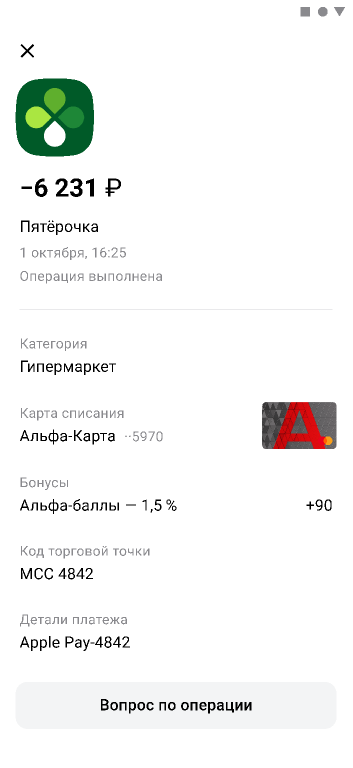 −6 231 ₽
Пятёрочка
1 октября, 16:25
Операция выполнена
Категория
Гипермаркет
Карта списания
Альфа-Карта ··5970
Бонусы
Альфа-баллы — 1,5 % +90
Код торговой точки
MCC 4842
Детали платежа
Apple Pay-4842
Вопрос по операции